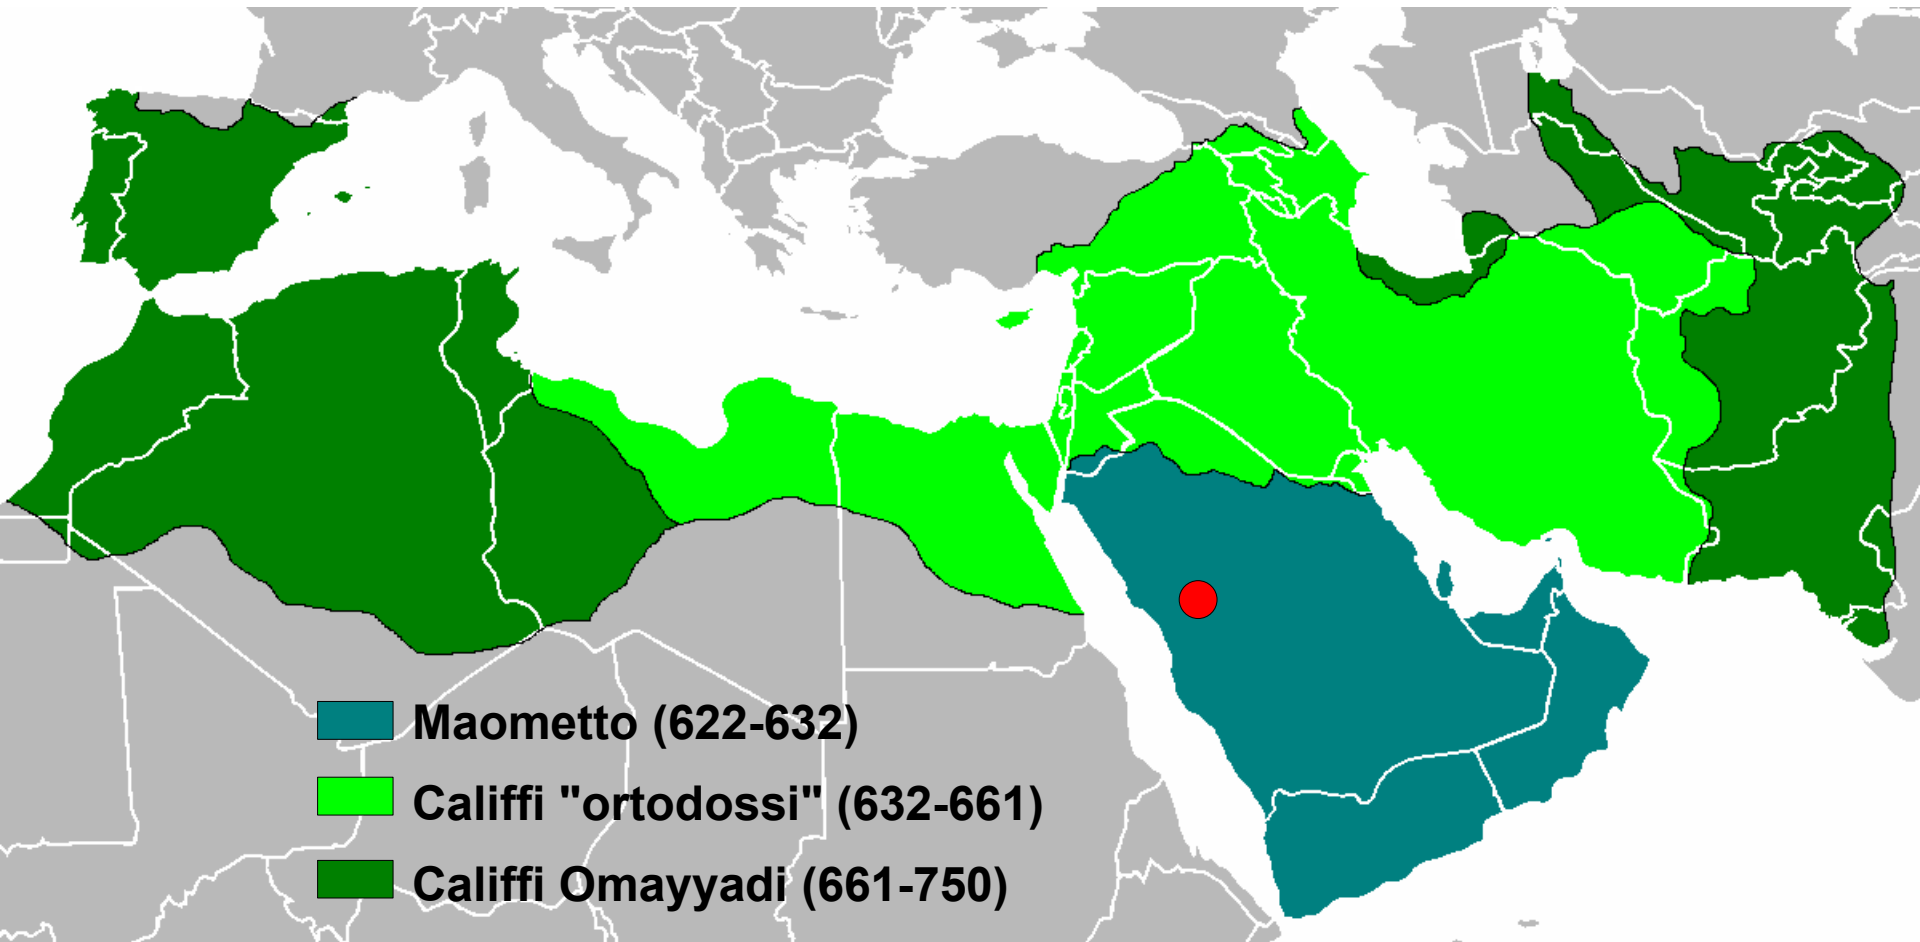 Maometto (622-632)
Califfi "ortodossi" (632-661)
Califfi Omayyadi (661-750)